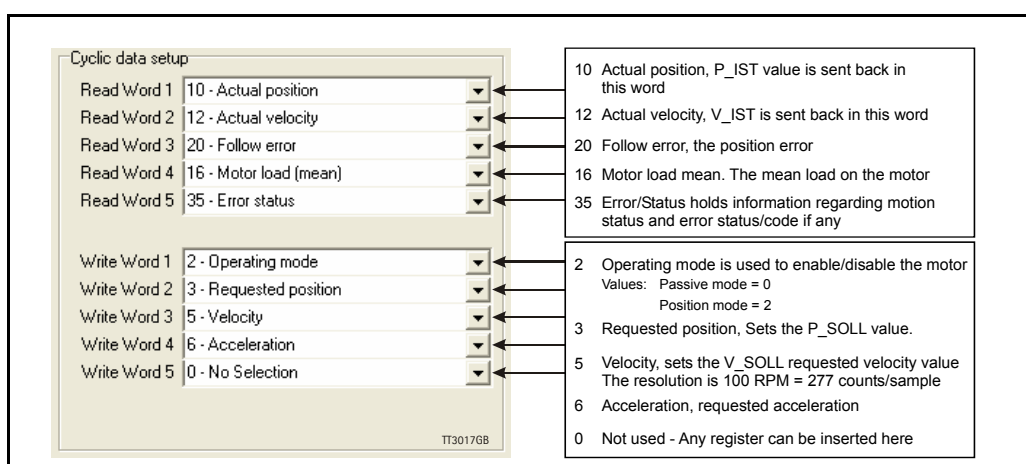 Cyclic data setup
Read Word 1 10 - Actual position
Read Word 2 12 - Actual velocity
Read Word 3 20 - Follow error
Read Word 4 16 - Motor load (mean)
Read Word 5 35 - Error status
Write Word 1 2 - Operating mode
Write Word 2 3 - Requested position
Write Word 3 5 - Velocity
Write Word 4 6 - Acceleration
Write Word 5 0 - No Selection
TT3017GB
10 Actual position, P_IST value is sent back in
this word
12 Actual velocity, V_IST is sent back in this word
20 Follow error, the position error
16 Motor load mean. The mean load on the motor
35 Error/Status holds information regarding motion
status and error status/code if any
2 Operating mode is used to enable/disable the motor
Values: Passive mode = 0
Position mode = 2
3 Requested position, Sets the P_SOLL value.
5 Velocity, sets the V_SOLL requested velocity value
The resolution is 100 RPM = 277 counts/sample
6 Acceleration, requested acceleration
0 Not used - Any register can be inserted here